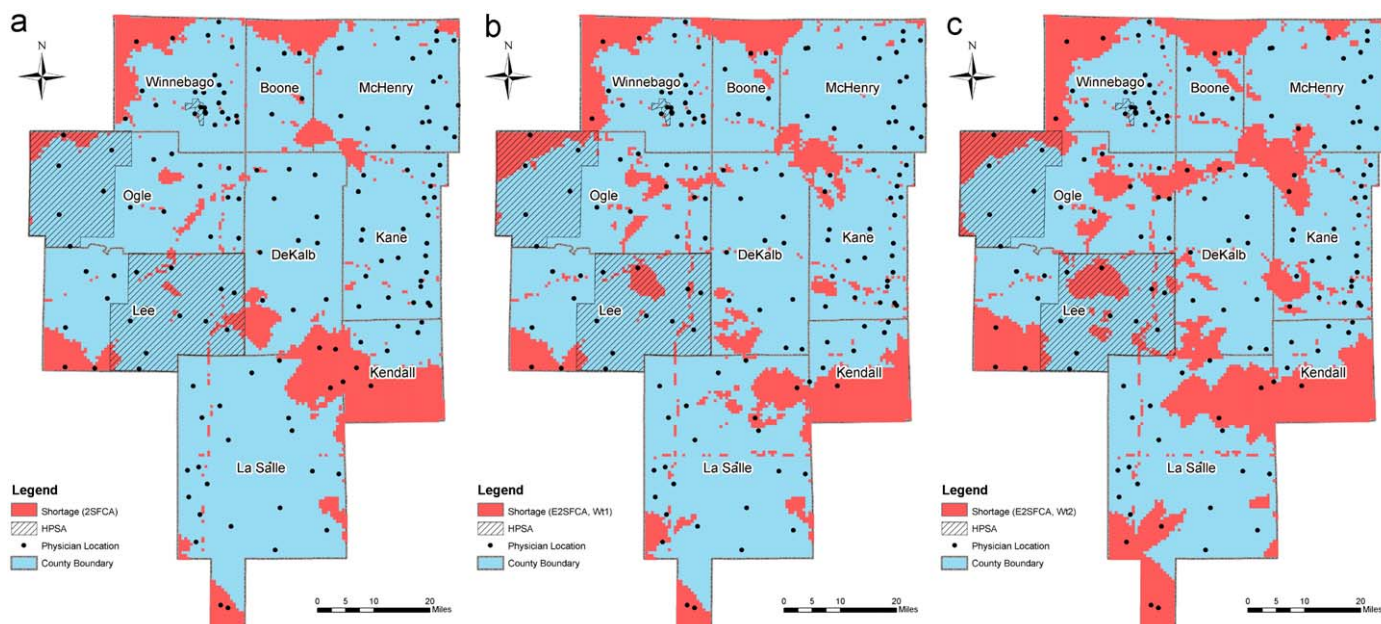 a
N
Winnebago
Boone
McHenry
Ogle
DeKalb
Kane
Lee
Kendall
La Salle
Legend
Shortage (2SFCA)
HPSA
Physician Location
County Boundary
0 5 10 20
Miles
b
N
Winnebago
Boone
McHenry
Ogle
DeKalb
Kane
Lee
Kendall
La Salle
Legend
Shortage (E2SFCA, Wt1)
HPSA
Physician Location
County Boundary
0 5 10 20
Miles
c
N
Winnebago
Boone
McHenry
Ogle
DeKalb
Kane
Lee
Kendall
La Salle
Legend
Shortage (E2SFCA, Wt2)
HPSA
Physician Location
County Boundary
0 5 10 20
Miles